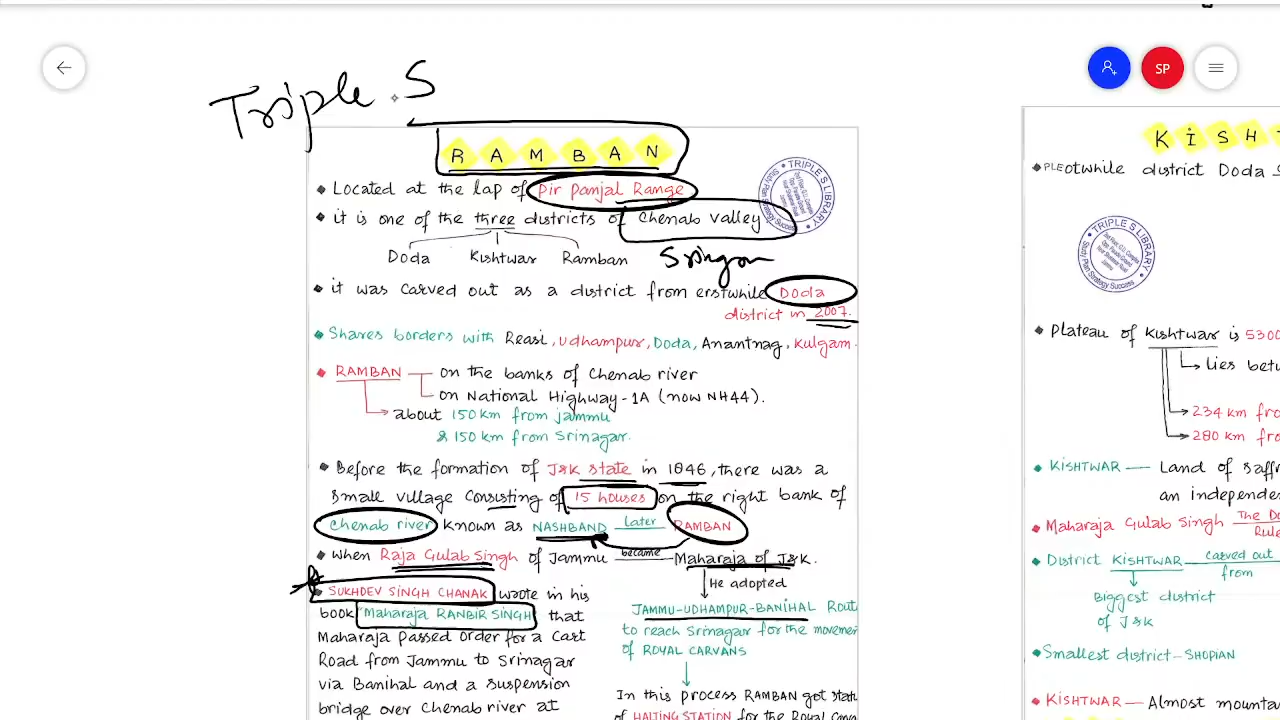 Triple S
SP
RAMBAN
Located at the lap of Pir Panjal Range
it is one of the three districts of Chenab valley
Doda Kishtwar Ramban
it was carved out as a district from erstwhile Doda
district in 2007.
Shares borders with Reasi, Udhampur, Doda, Anantnag, Kulgam.
RAMBAN on the banks of Chenab river
on National Highway-1A (now NH44).
about 150 km from jammu
& 150 km from Srinagar.
Before the formation of J&K state in 1846, there was a
small village consisting of 15 houses on the right bank of
Chenab river known as NASHBAND later RAMBAN
when Raja Gulab Singh of Jammu became Maharaja of J&K.
He adopted
JAMMU-UDHAMPUR-BANIHAL Rout
to reach Srinagar for the movemen
of ROYAL CARVANS
In this process RAMBAN got stat
of HALTING STATION for the Royal
SUKHDEV SINGH CHANAK wrote in his
book Maharaja RANBIR SINGH that
Maharaja passed order for a cart
Road from Jammu to Srinagar
via Banihal and a suspension
bridge over Chenab river at
TRIPLE S LIBRARY
KISHT
otwhile district Doda
TRIPLE S LIBRARY
Plateau of Kishtwar is 5300
Lies betw
234 km fro
280 km from
KISHTWAR — Land of saff
an independe
Maharaja Gulab Singh The Do
Rule
District KISHTWAR carved out
from
Biggest district
of J&K
Smallest district - SHOPIAN
KISHTWAR — Almost mounta